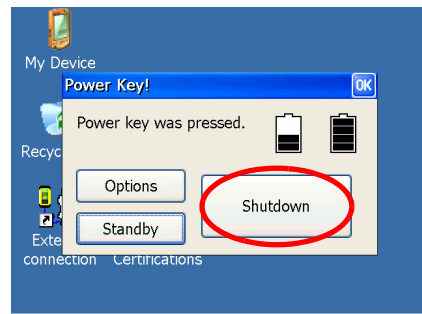 My Device
Power Key!
OK
Power key was pressed.
Recyc
Options
Shutdown
Standby
Exte
connection Certifications